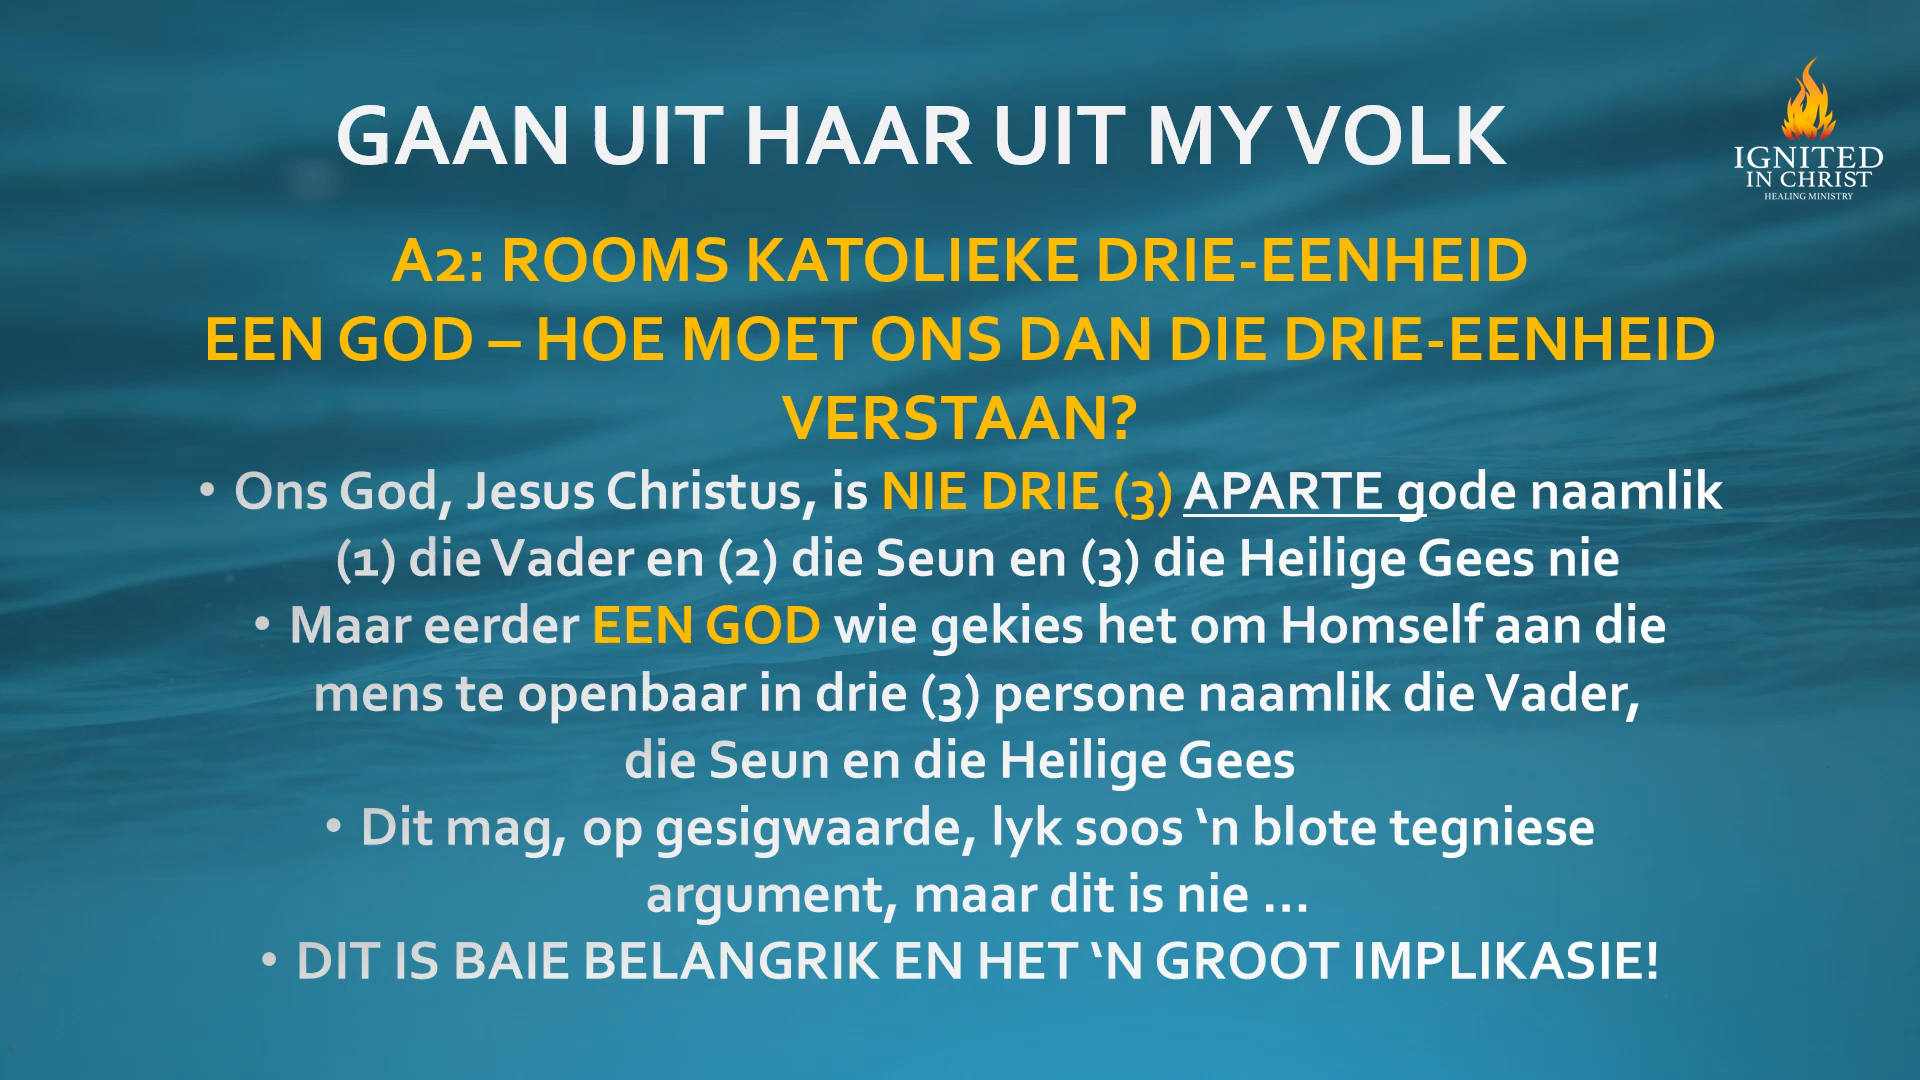 GAAN UIT HAAR UIT MY VOLK
IGNITED
IN CHRIST
HEALING MINISTRY
A2: ROOMS KATOLIEKE DRIE-EENHEID
EEN GOD – HOE MOET ONS DAN DIE DRIE-EENHEID
VERSTAAN?
• Ons God, Jesus Christus, is NIE DRIE (3) APARTE gode naamlik
(1) die Vader en (2) die Seun en (3) die Heilige Gees nie
• Maar eerder EEN GOD wie gekies het om Homself aan die
mens te openbaar in drie (3) persone naamlik die Vader,
die Seun en die Heilige Gees
• Dit mag, op gesigwaarde, lyk soos ‘n blote tegniese
argument, maar dit is nie …
• DIT IS BAIE BELANGRIK EN HET ‘N GROOT IMPLIKASIE!